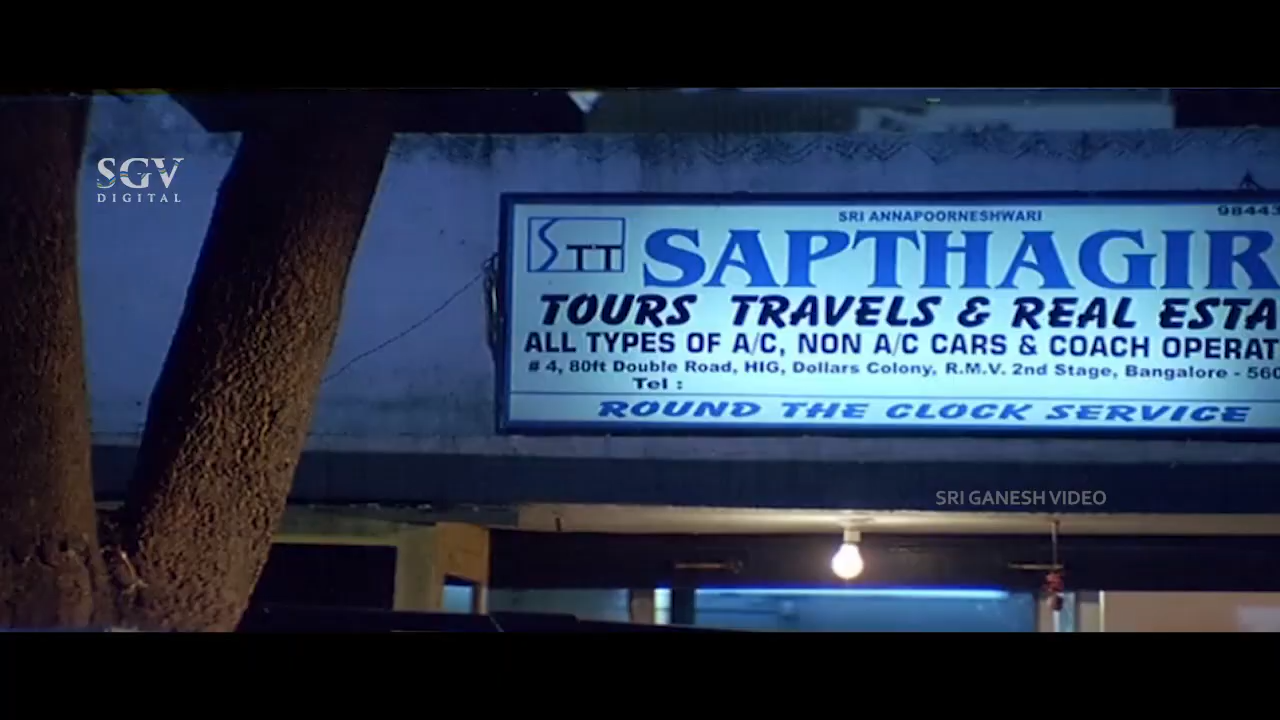 SGV
DIGITAL
SRI ANNAPOORNESHWARI
9844
STT
SAPTHAGIR
TOURS TRAVELS & REAL ESTA
ALL TYPES OF A/C, NON A/C CARS & COACH OPERAT
# 4, 80ft Double Road, HIG, Dollars Colony, R.M.V. 2nd Stage, Bangalore - 560
Tel :
ROUND THE CLOCK SERVICE
SRI GANESH VIDEO